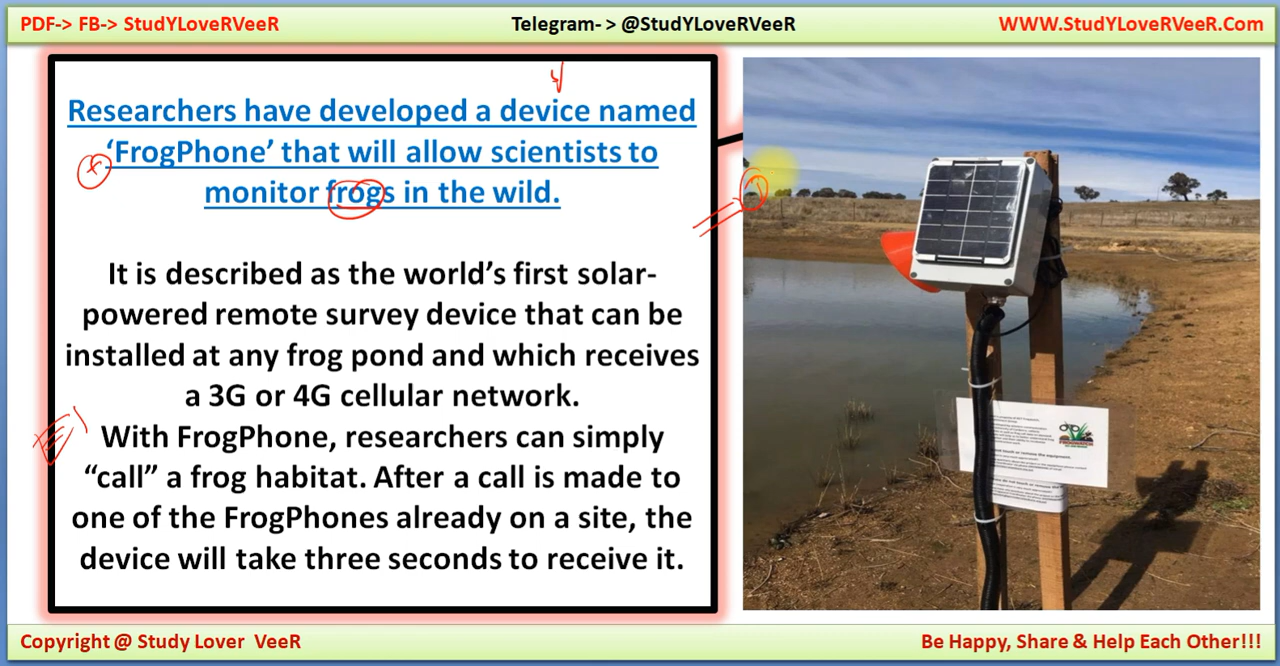 PDF-> FB-> StudYLoveRVeeR
Telegram- > @StudYLoveRVeeR
WWW.StudYLoveRVeeR.Com
Researchers have developed a device named
‘FrogPhone’ that will allow scientists to
monitor frogs in the wild.
It is described as the world’s first solar-
powered remote survey device that can be
installed at any frog pond and which receives
a 3G or 4G cellular network.
With FrogPhone, researchers can simply
“call” a frog habitat. After a call is made to
one of the FrogPhones already on a site, the
device will take three seconds to receive it.
Copyright @ Study Lover VeeR
Be Happy, Share & Help Each Other!!!